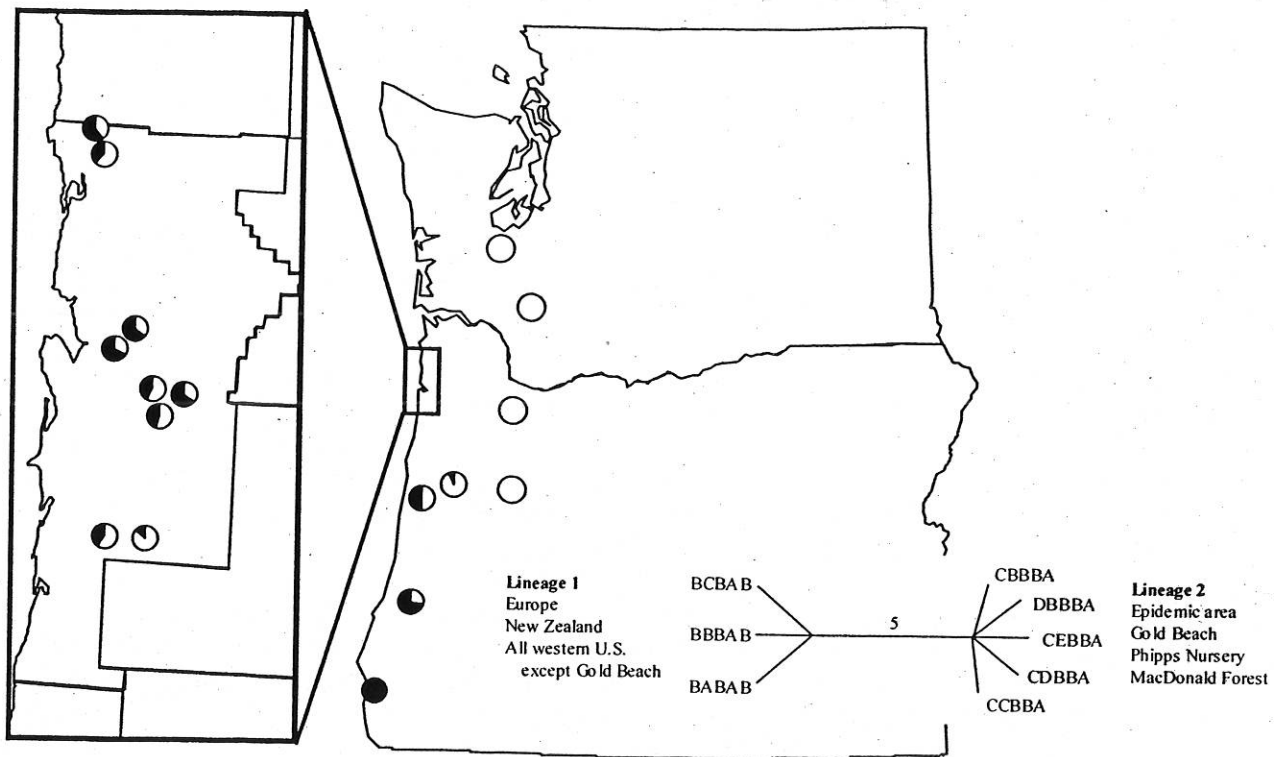 Lineage 1
Europe
New Zealand
All western U.S.
except Gold Beach
BCBAB
BBBAB
BABAB
5
CBBBA
DBBBA
CEBBA
CDBBA
CCBBA
Lineage 2
Epidemic area
Gold Beach
Phipps Nursery
MacDonald Forest